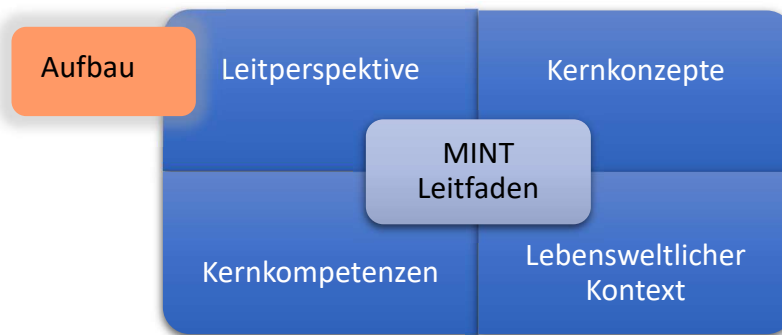 Aufbau
Leitperspektive
Kernkonzepte
MINT
Leitfaden
Kernkompetenzen
Lebensweltlicher
Kontext